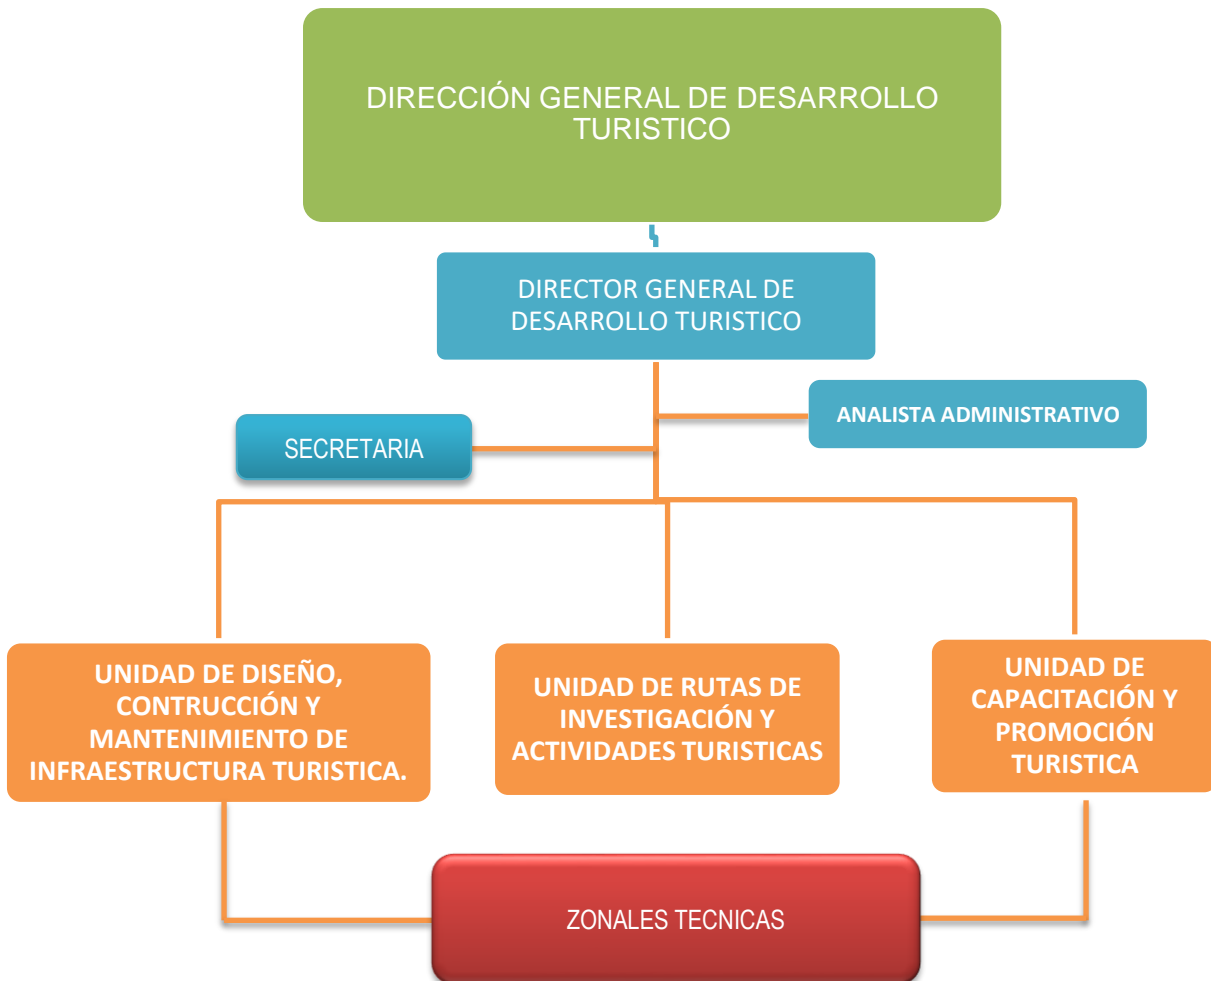 DIRECCIÓN GENERAL DE DESARROLLO
TURISTICO
DIRECTOR GENERAL DE
DESARROLLO TURISTICO
ANALISTA ADMINISTRATIVO
SECRETARIA
UNIDAD DE DISEÑO,
CONTRUCCIÓN Y
MANTENIMIENTO DE
INFRAESTRUCTURA TURISTICA.
UNIDAD DE RUTAS DE
INVESTIGACIÓN Y
ACTIVIDADES TURISTICAS
UNIDAD DE
CAPACITACIÓN Y
PROMOCIÓN
TURISTICA
ZONALES TECNICAS